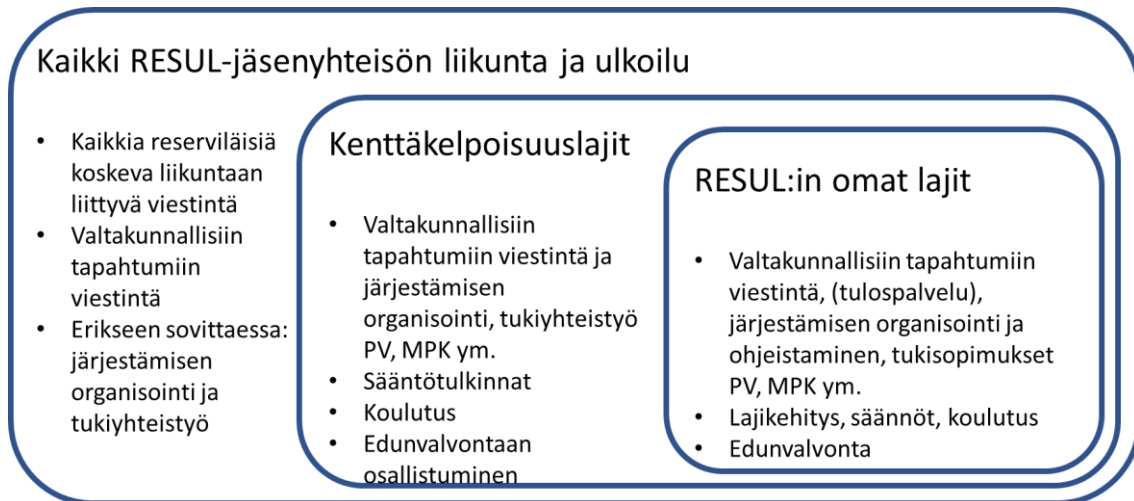 Kaikki RESUL-jäsenyhteisön liikunta ja ulkoilu
• Kaikkia reserviläisiä
koskeva liikuntaan
liittyvä viestintä
• Valtakunnallisiin
tapahtumiin
viestintä
• Erikseen sovittaessa:
järjestämisen
organisointi ja
tukiyhteistyö
Kenttäkelpoisuuslajit
• Valtakunnallisiin
tapahtumiin viestintä ja
järjestämisen
organisointi, tukiyhteistyö
PV, MPK ym.
• Sääntötulkinnat
• Koulutus
• Edunvalvontaan
osallistuminen
RESUL:in omat lajit
• Valtakunnallisiin tapahtumiin
viestintä, (tulospalvelu),
järjestämisen organisointi ja
ohjeistaminen, tukisopimukset
PV, MPK ym.
• Lajikehitys, säännöt, koulutus
• Edunvalvonta